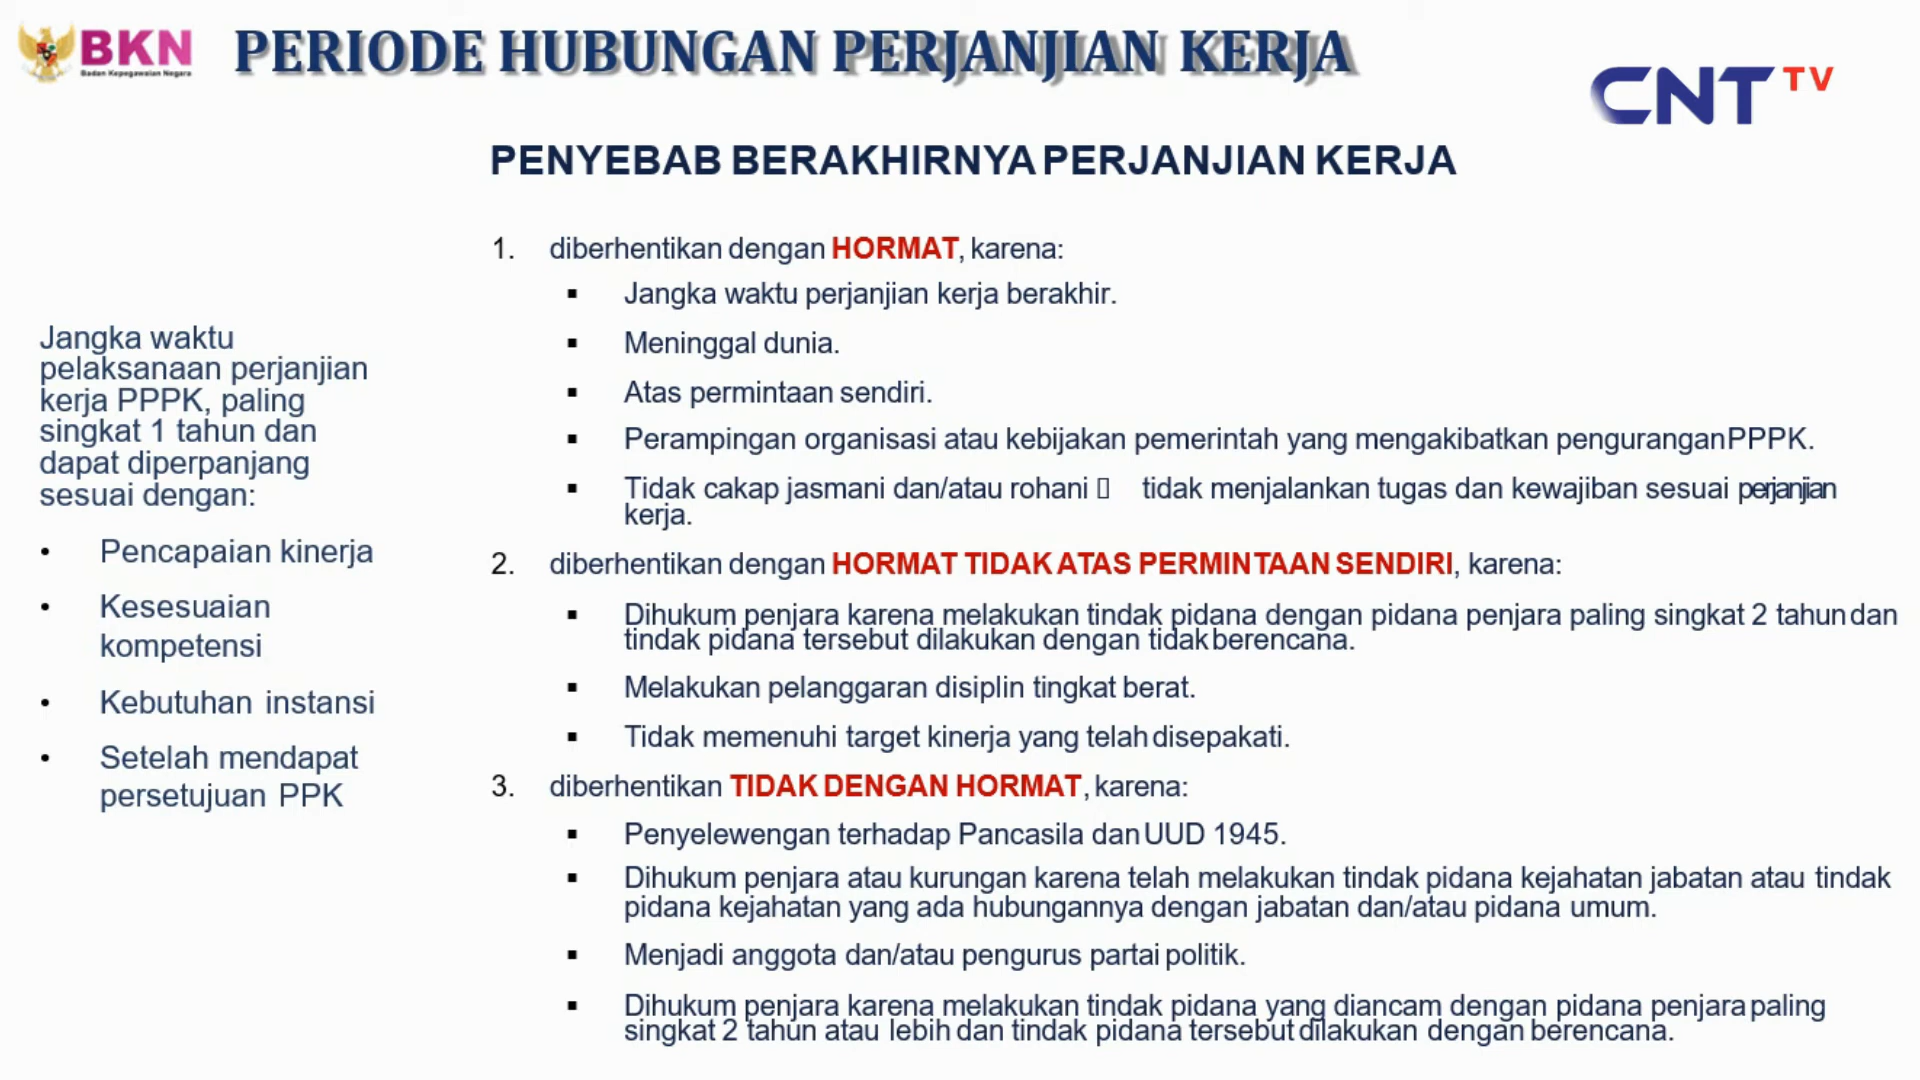 BKN
Badan Kepegawaian Negara
PERIODE HUBUNGAN PERJANJIAN KERJA
CNT TV
PENYEBAB BERAKHIRNYA PERJANJIAN KERJA
Jangka waktu
pelaksanaan perjanjian
kerja PPPK, paling
singkat 1 tahun dan
dapat diperpanjang
sesuai dengan:
• Pencapaian kinerja
• Kesesuaian
kompetensi
• Kebutuhan instansi
• Setelah mendapat
persetujuan PPK
1. diberhentikan dengan HORMAT, karena:
▪ Jangka waktu perjanjian kerja berakhir.
▪ Meninggal dunia.
▪ Atas permintaan sendiri.
▪ Perampingan organisasi atau kebijakan pemerintah yang mengakibatkan pengurangan PPPK.
▪ Tidak cakap jasmani dan/atau rohani ▯ tidak menjalankan tugas dan kewajiban sesuai perjanjian
kerja.
2. diberhentikan dengan HORMAT TIDAK ATAS PERMINTAAN SENDIRI, karena:
▪ Dihukum penjara karena melakukan tindak pidana dengan pidana penjara paling singkat 2 tahun dan
tindak pidana tersebut dilakukan dengan tidak berencana.
▪ Melakukan pelanggaran disiplin tingkat berat.
▪ Tidak memenuhi target kinerja yang telah disepakati.
3. diberhentikan TIDAK DENGAN HORMAT, karena:
▪ Penyelewengan terhadap Pancasila dan UUD 1945.
▪ Dihukum penjara atau kurungan karena telah melakukan tindak pidana kejahatan jabatan atau tindak
pidana kejahatan yang ada hubungannya dengan jabatan dan/atau pidana umum.
▪ Menjadi anggota dan/atau pengurus partai politik.
▪ Dihukum penjara karena melakukan tindak pidana yang diancam dengan pidana penjara paling
singkat 2 tahun atau lebih dan tindak pidana tersebut dilakukan dengan berencana.